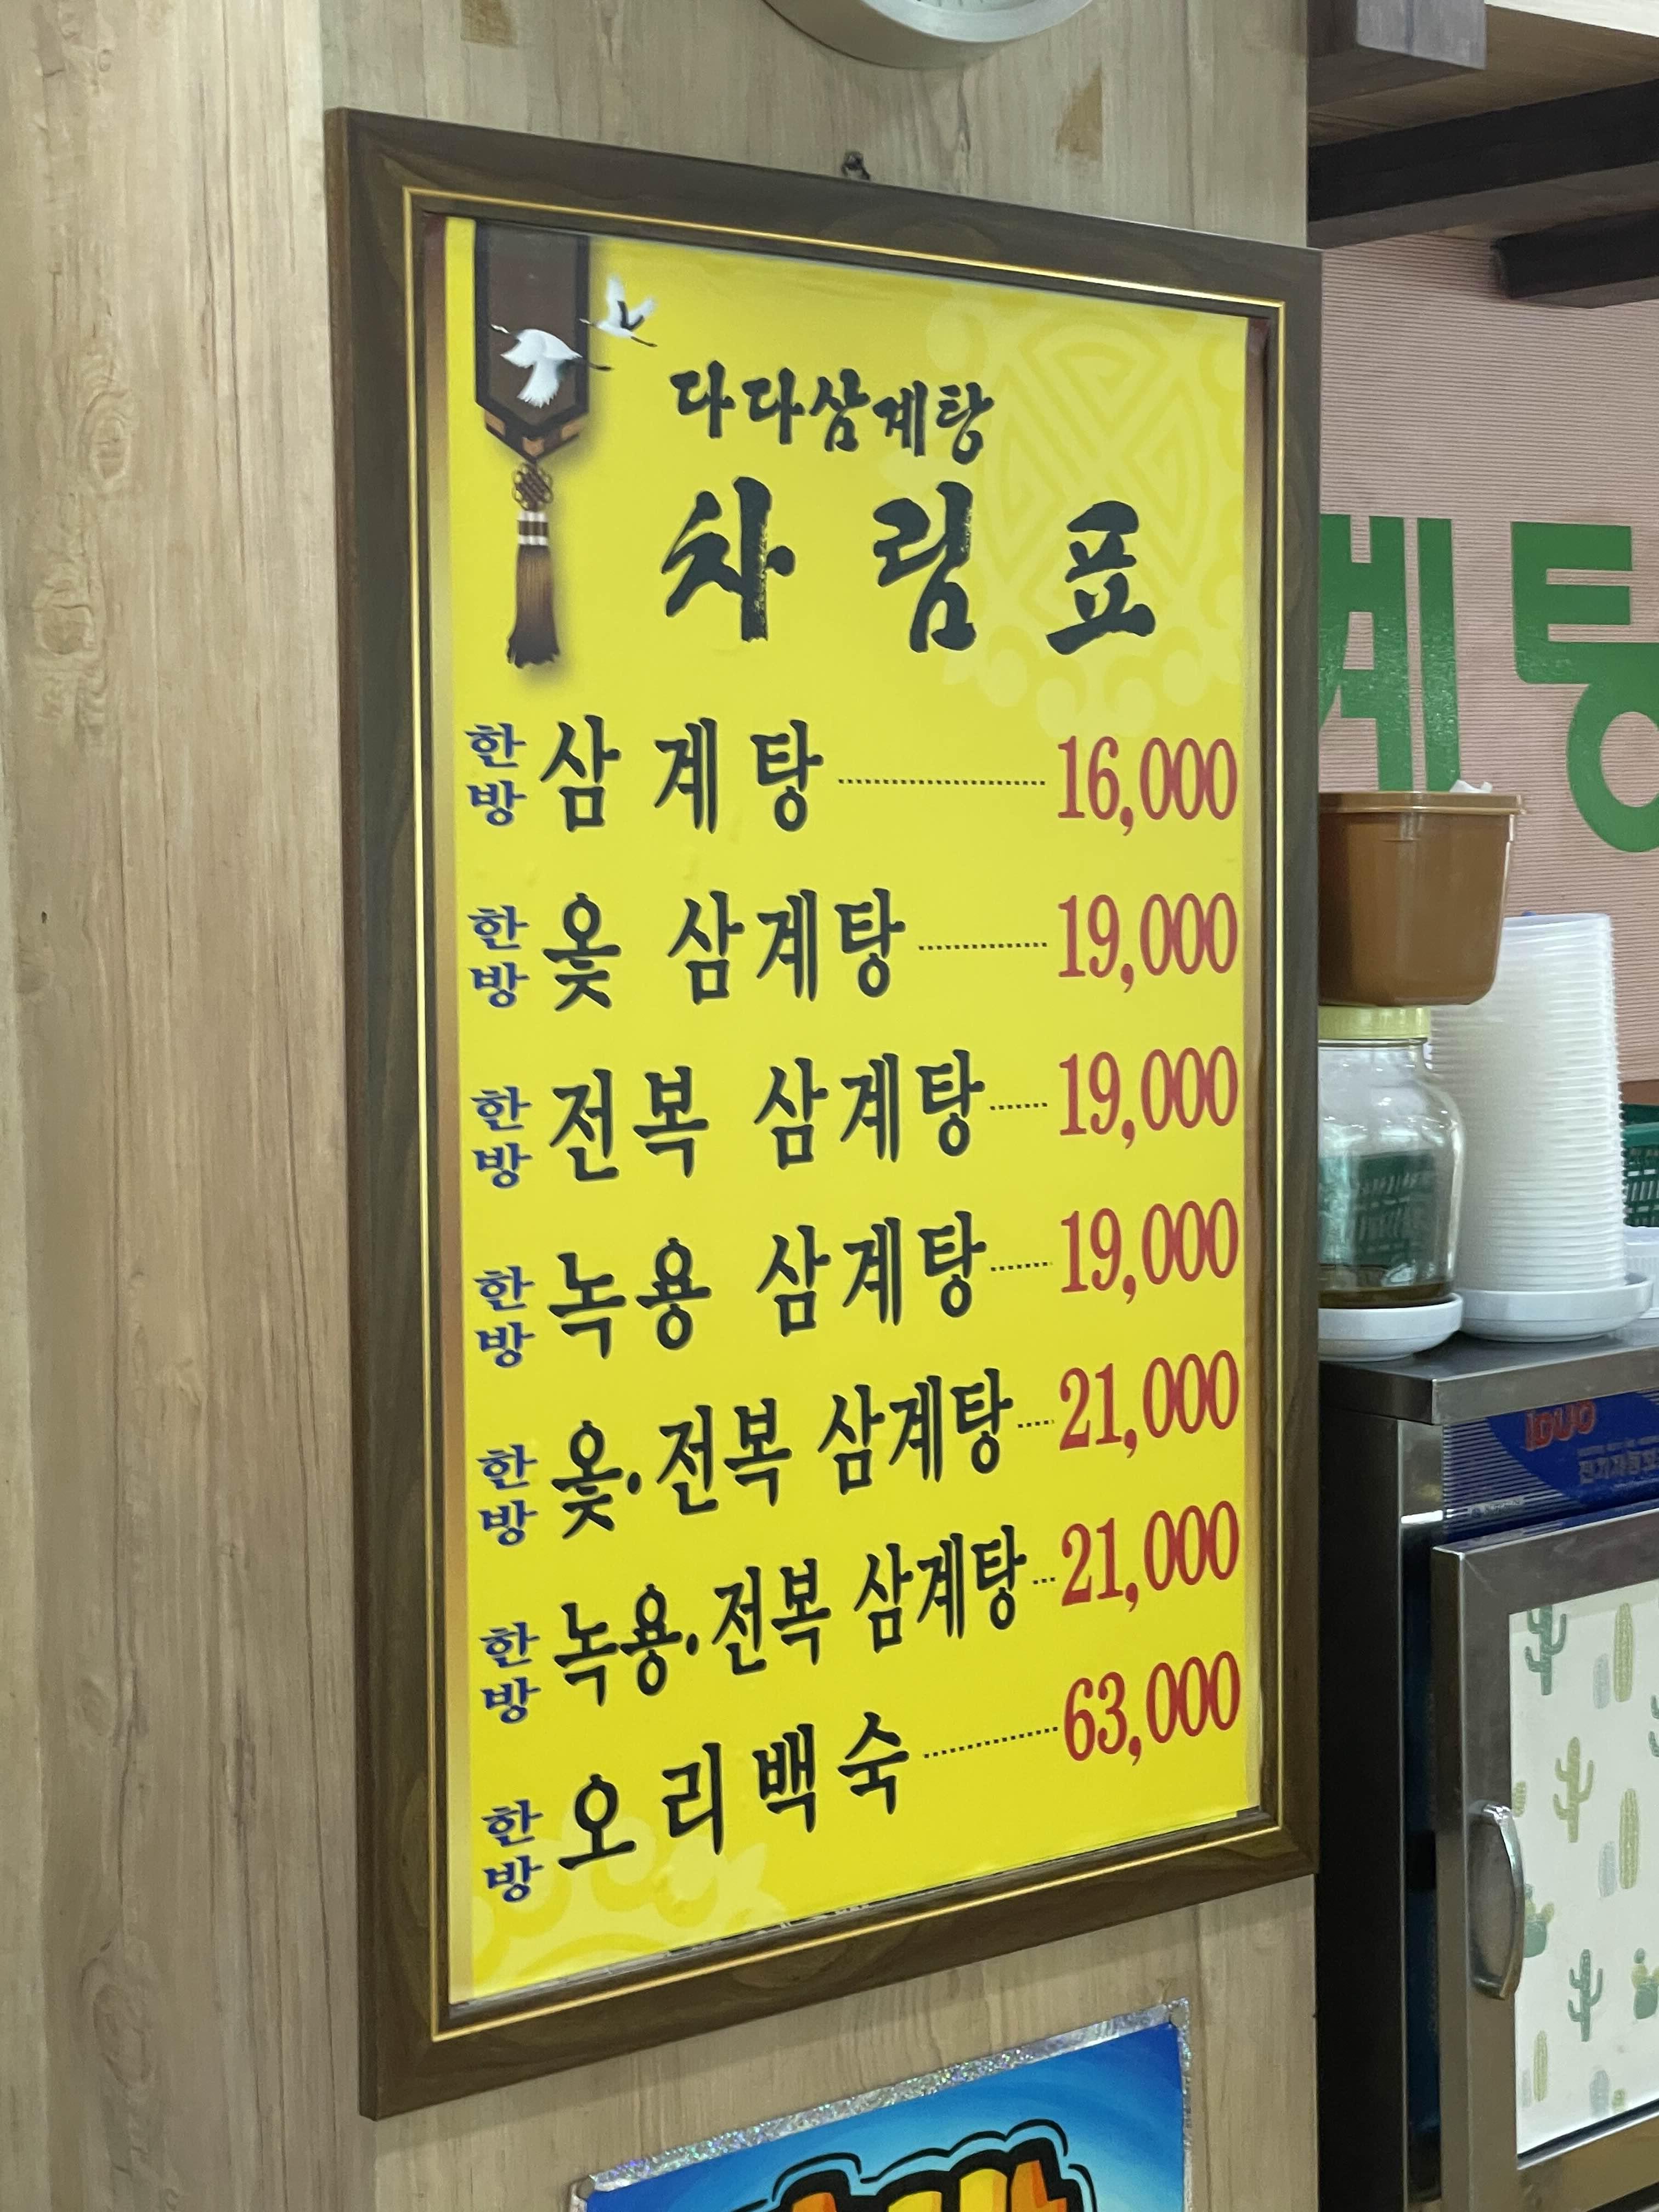 다다삼계탕
차림표
한방 삼계탕 16,000
한방 옻 삼계탕 19,000
한방 전복 삼계탕 19,000
한방 녹용 삼계탕 19,000
한방 옻·전복 삼계탕 21,000
한방 녹용·전복 삼계탕 21,000
한방 오리백숙 63,000
계탕